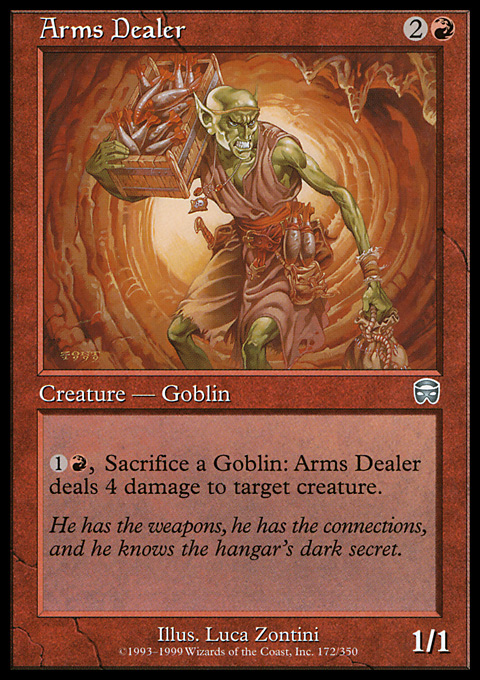 Arms Dealer 2
Creature — Goblin
1, Sacrifice a Goblin: Arms Dealer
deals 4 damage to target creature.
He has the weapons, he has the connections,
and he knows the hangar's dark secret.
Illus. Luca Zontini
©1993-1999 Wizards of the Coast, Inc. 172/350
1/1